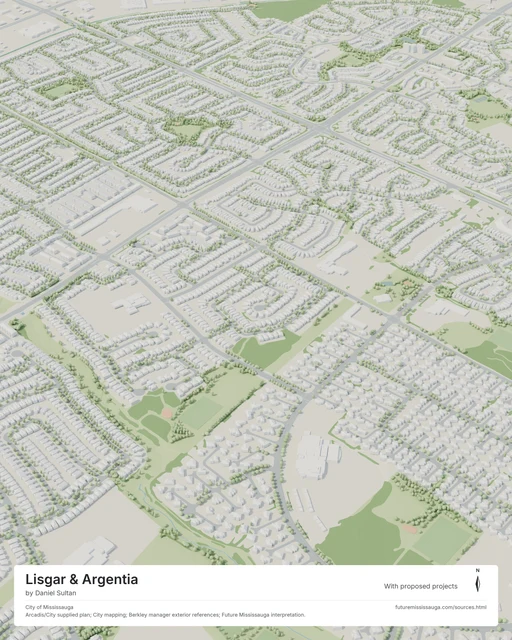 Lisgar & Argentia
by Daniel Sultan
With proposed projects
N
City of Mississauga
futuremississauga.com/sources.html
Arcadis/City supplied plan; City mapping; Berkley manager exterior references; Future Mississauga interpretation.